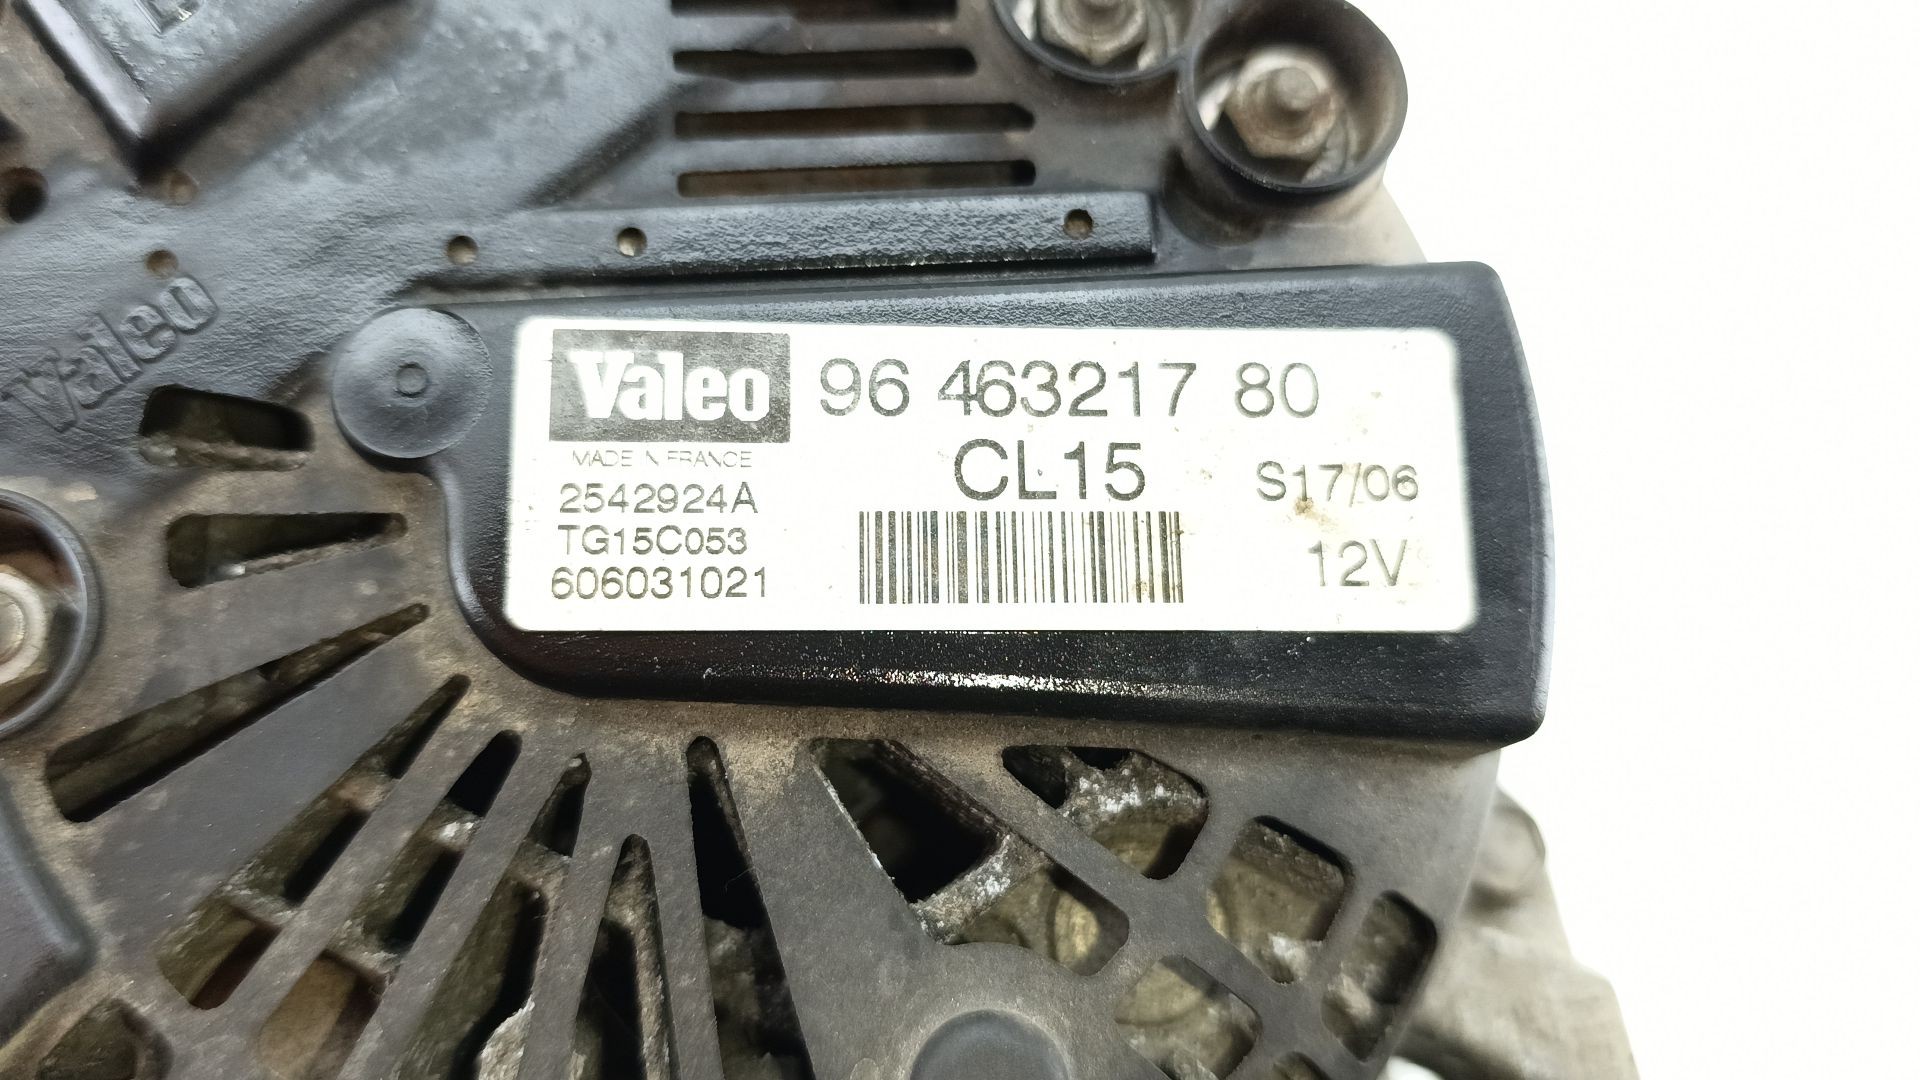 Valeo
Valeo 96 463217 80
MADE IN FRANCE
CL15 S17/06
2542924A
TG15C053
606031021
12V